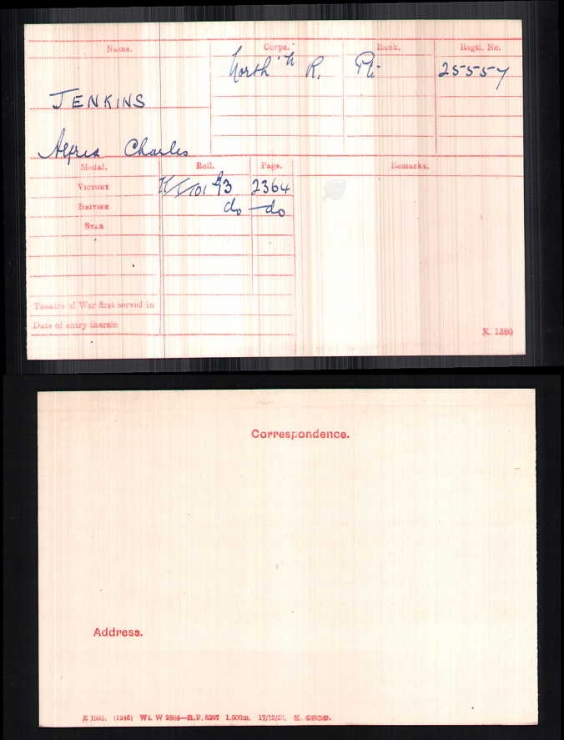 Name. Corps. Rank. Regtl. No.
North'n R. Pte 25557
JENKINS
Alfred Charles
Medal. Roll. Page. Remarks.
VICTORY 2364
BRITISH do do
STAR
Theatre of War first served in
Date of entry therein
K. 1380
Correspondence.
Address.